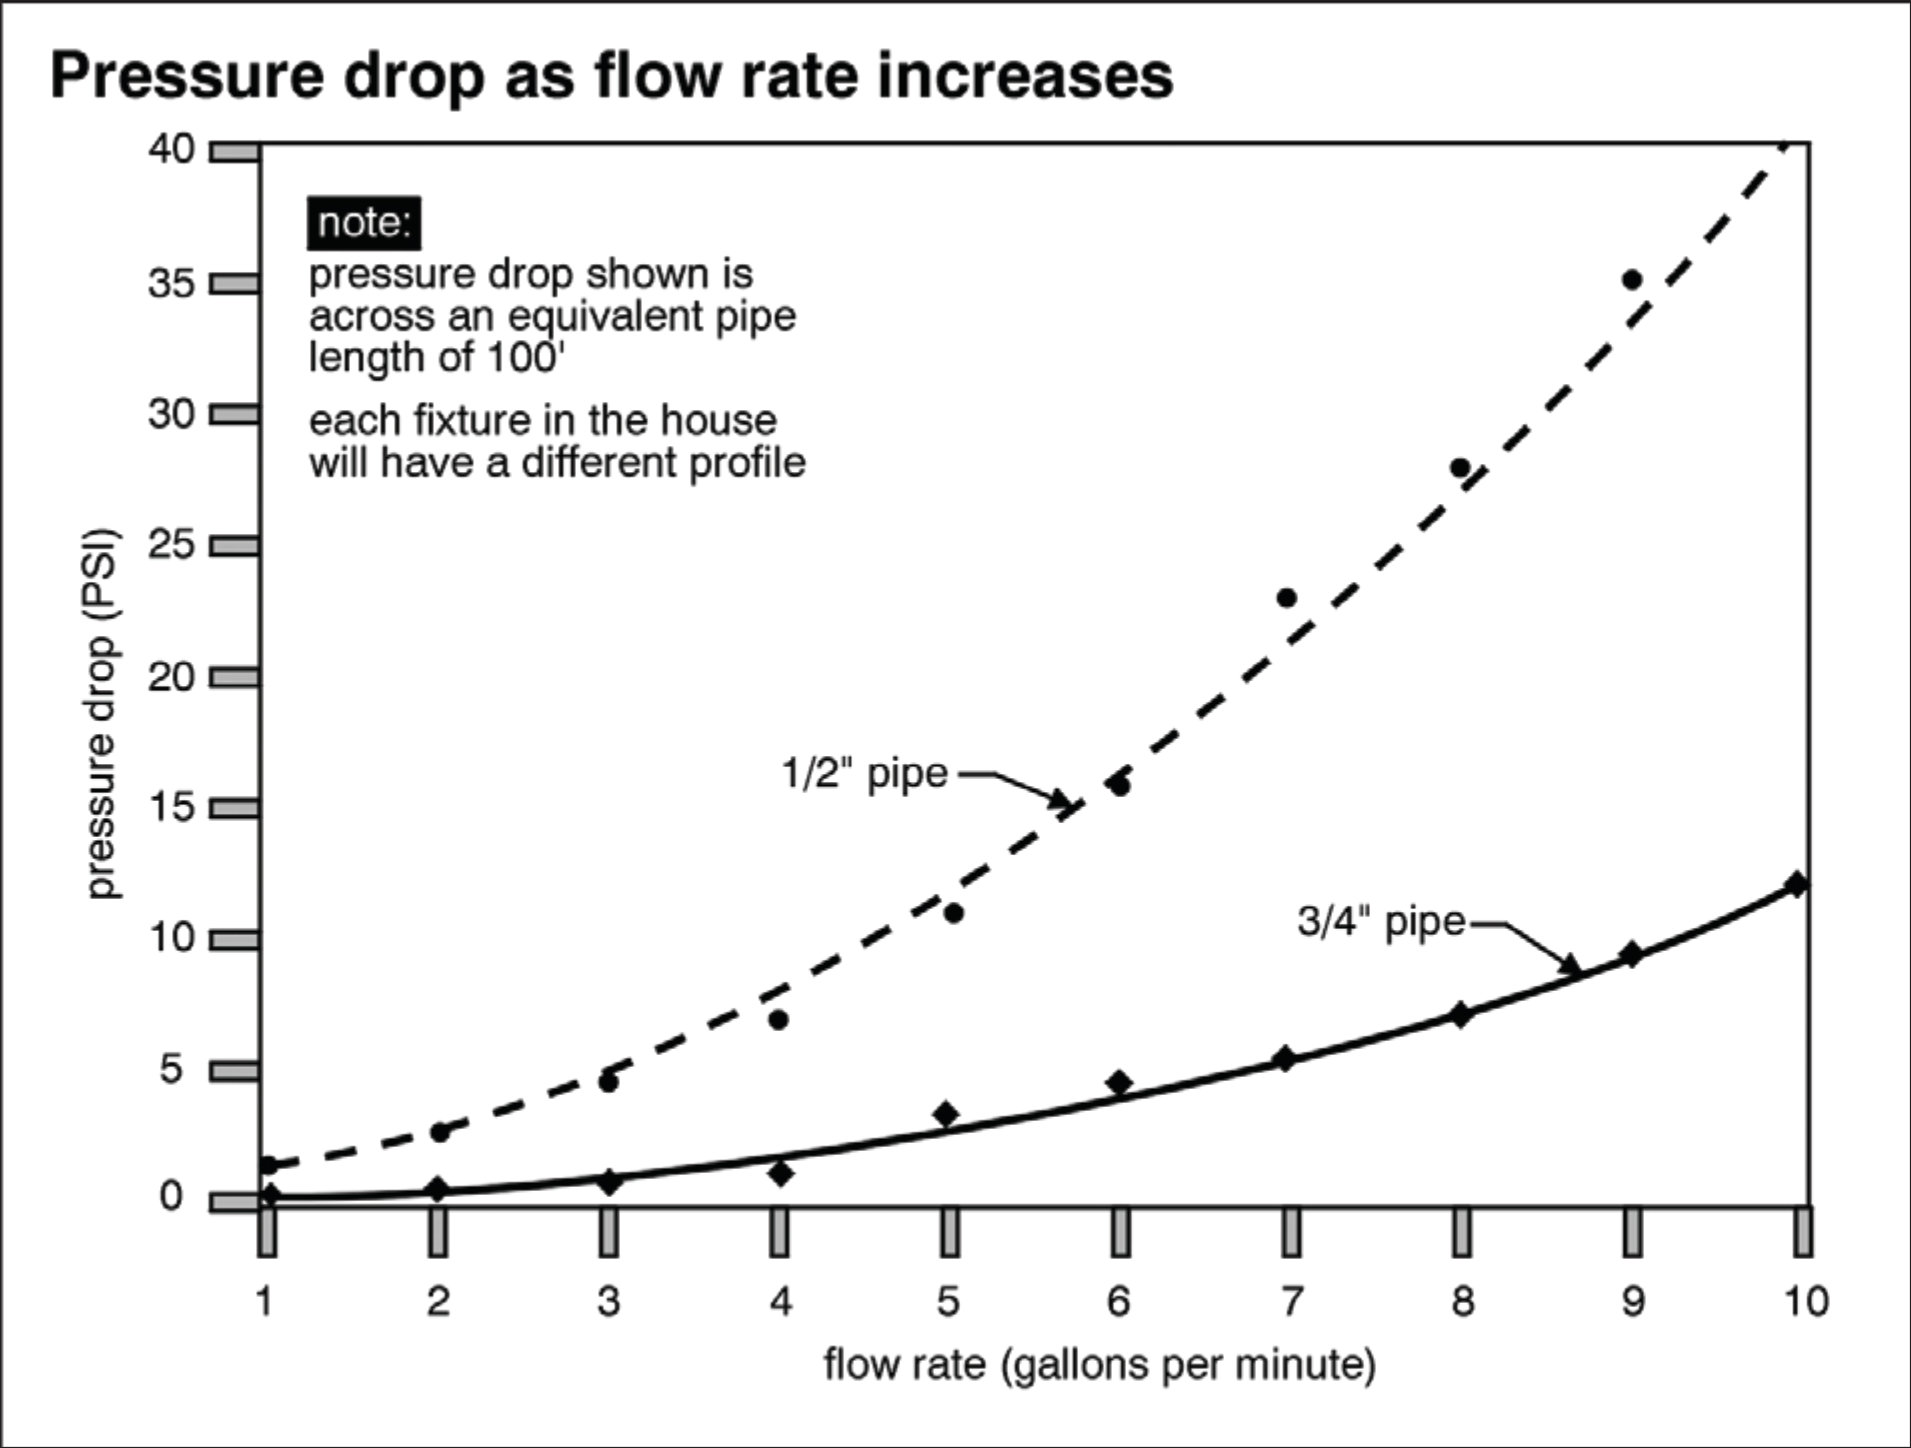 Pressure drop as flow rate increases
40
35
30
25
20
15
10
5
0
pressure drop (PSI)
note:
pressure drop shown is
across an equivalent pipe
length of 100'
each fixture in the house
will have a different profile
1/2" pipe
3/4" pipe
1 2 3 4 5 6 7 8 9 10
flow rate (gallons per minute)